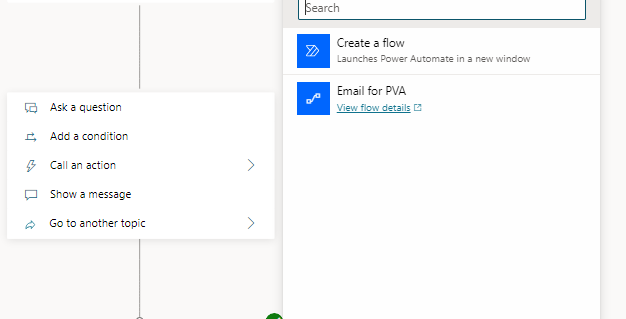 Search
Create a flow
Launches Power Automate in a new window
Email for PVA
View flow details
Ask a question
Add a condition
Call an action
Show a message
Go to another topic